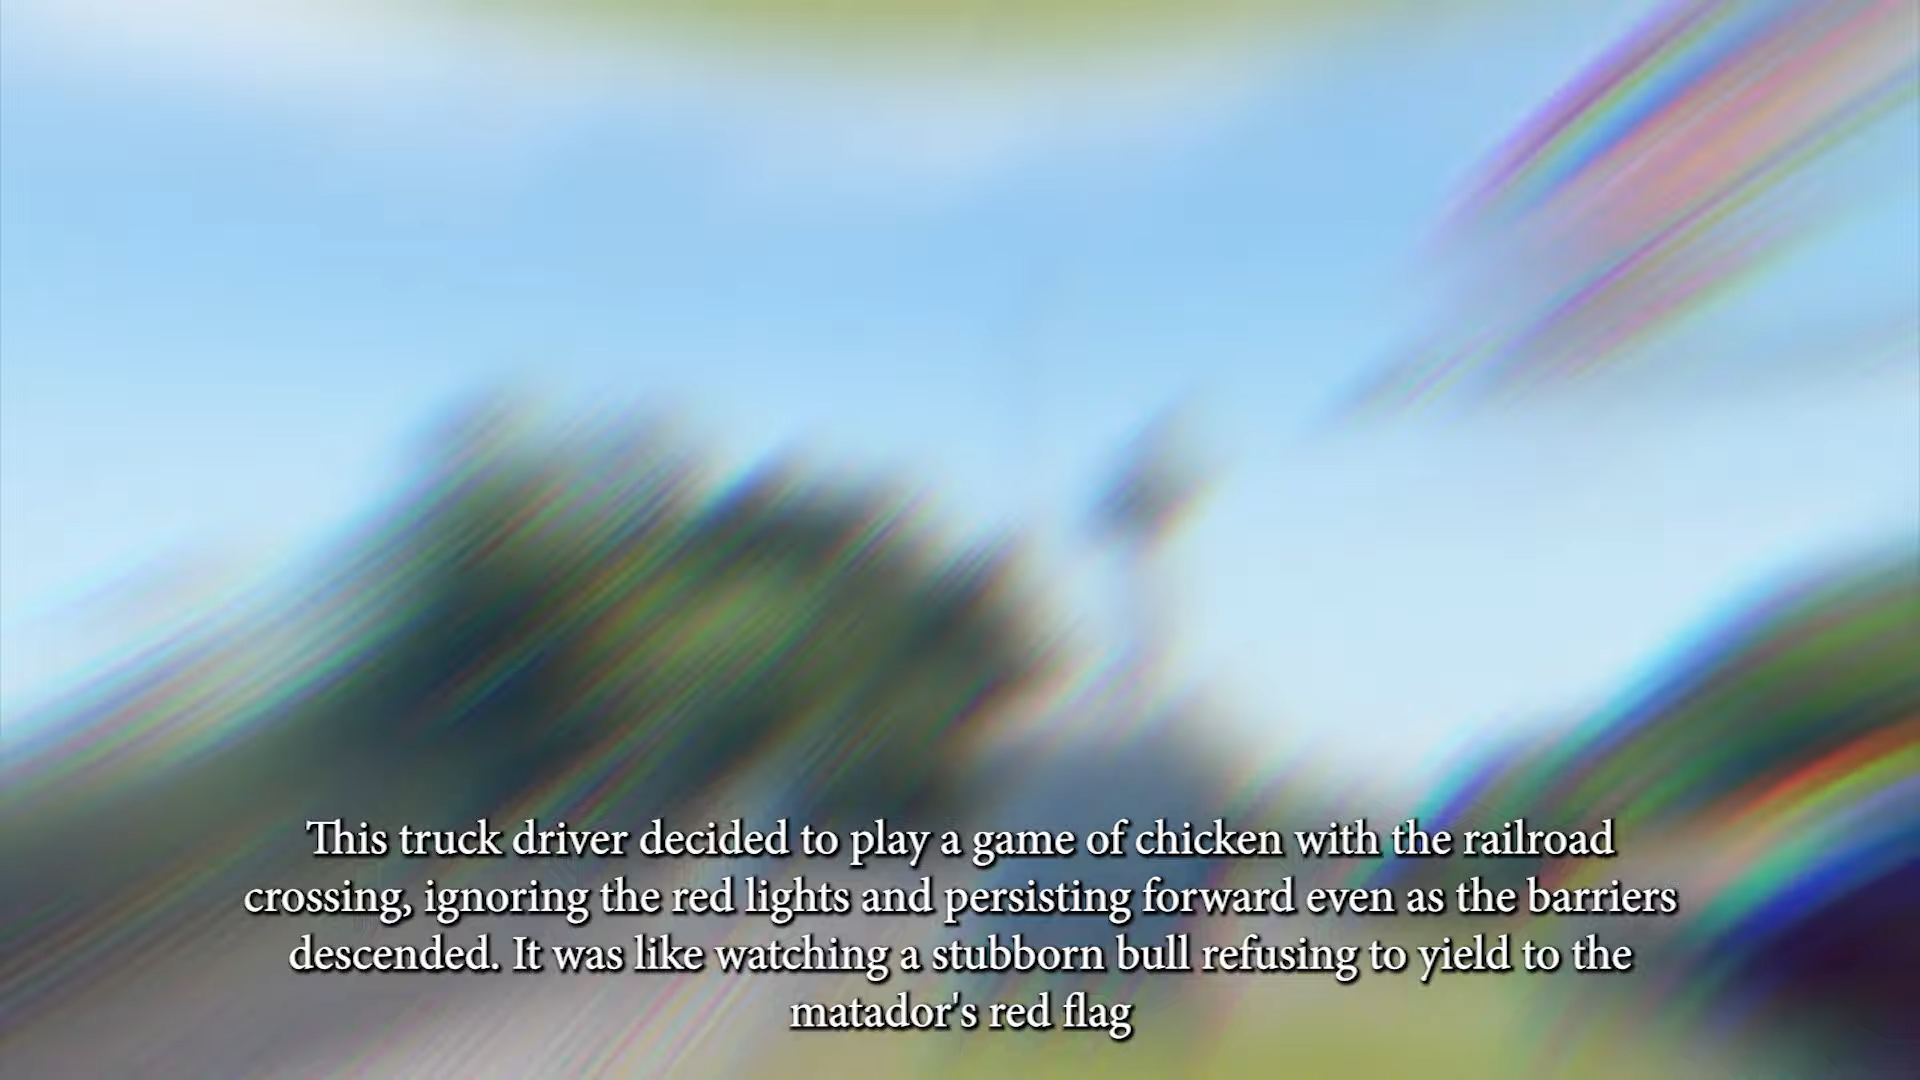 This truck driver decided to play a game of chicken with the railroad
crossing, ignoring the red lights and persisting forward even as the barriers
descended. It was like watching a stubborn bull refusing to yield to the
matador's red flag